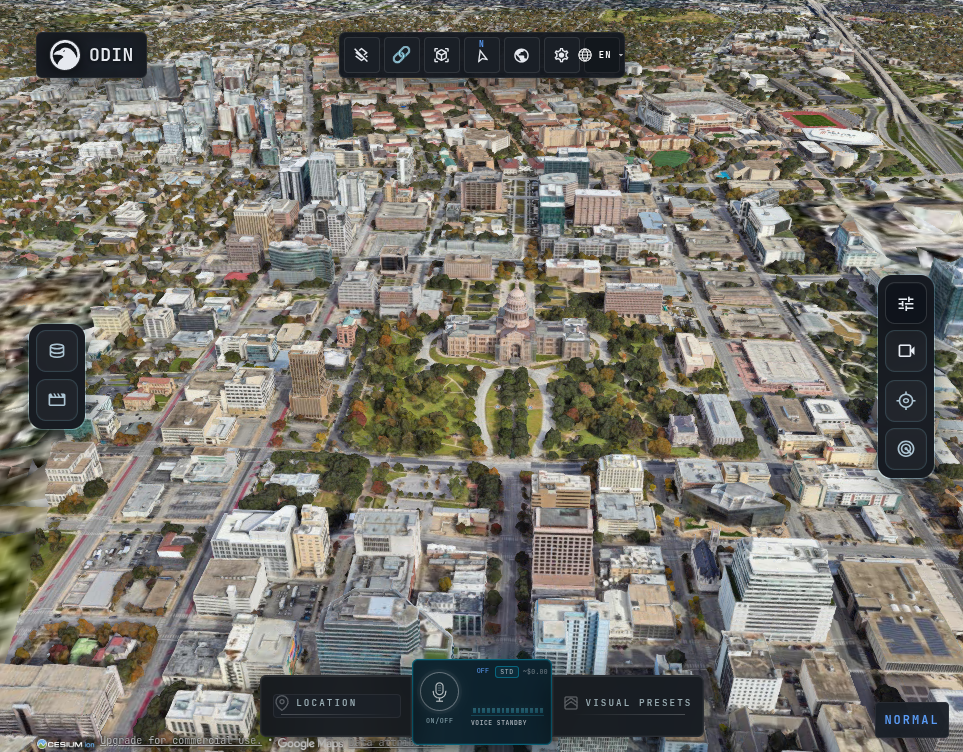 ODIN
N
EN
OFF STD ~$0.00
LOCATION
ON/OFF
VOICE STANDBY
VISUAL PRESETS
NORMAL
CESIUM ion
Upgrade for commercial use. • Google Maps